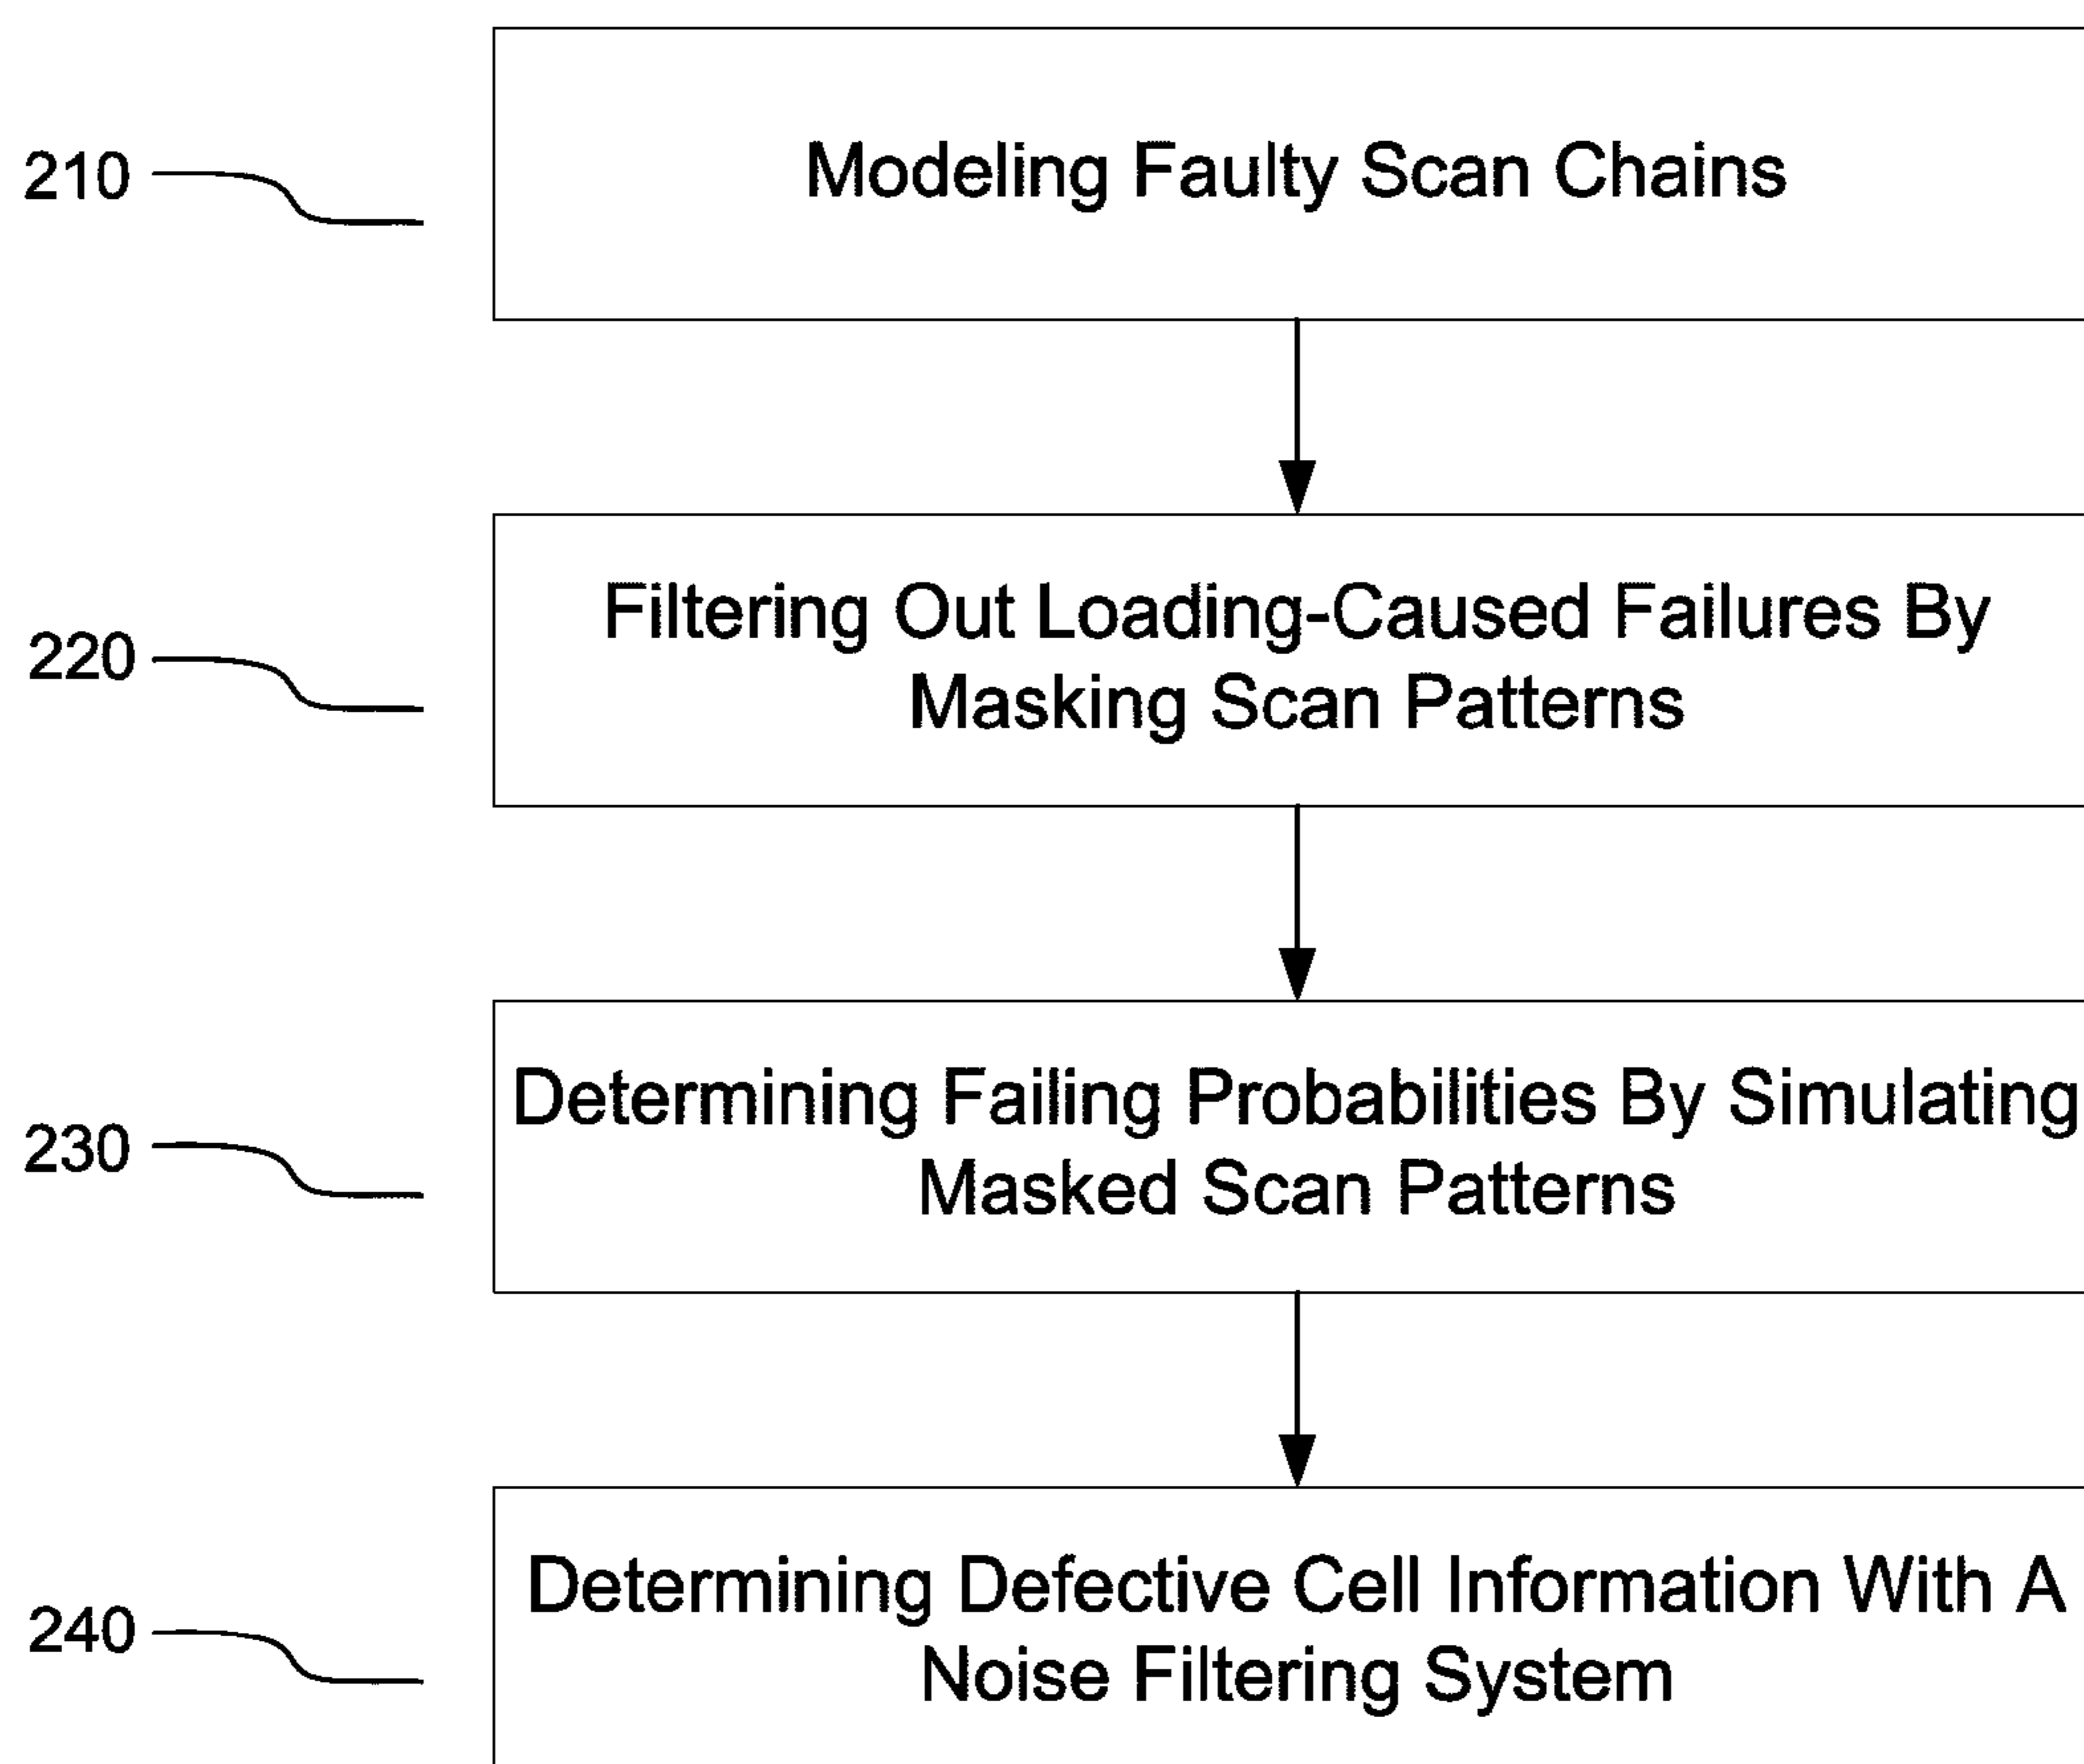 210
Modeling Faulty Scan Chains
220
Filtering Out Loading-Caused Failures By
Masking Scan Patterns
230
Determining Failing Probabilities By Simulating
Masked Scan Patterns
240
Determining Defective Cell Information With A
Noise Filtering System